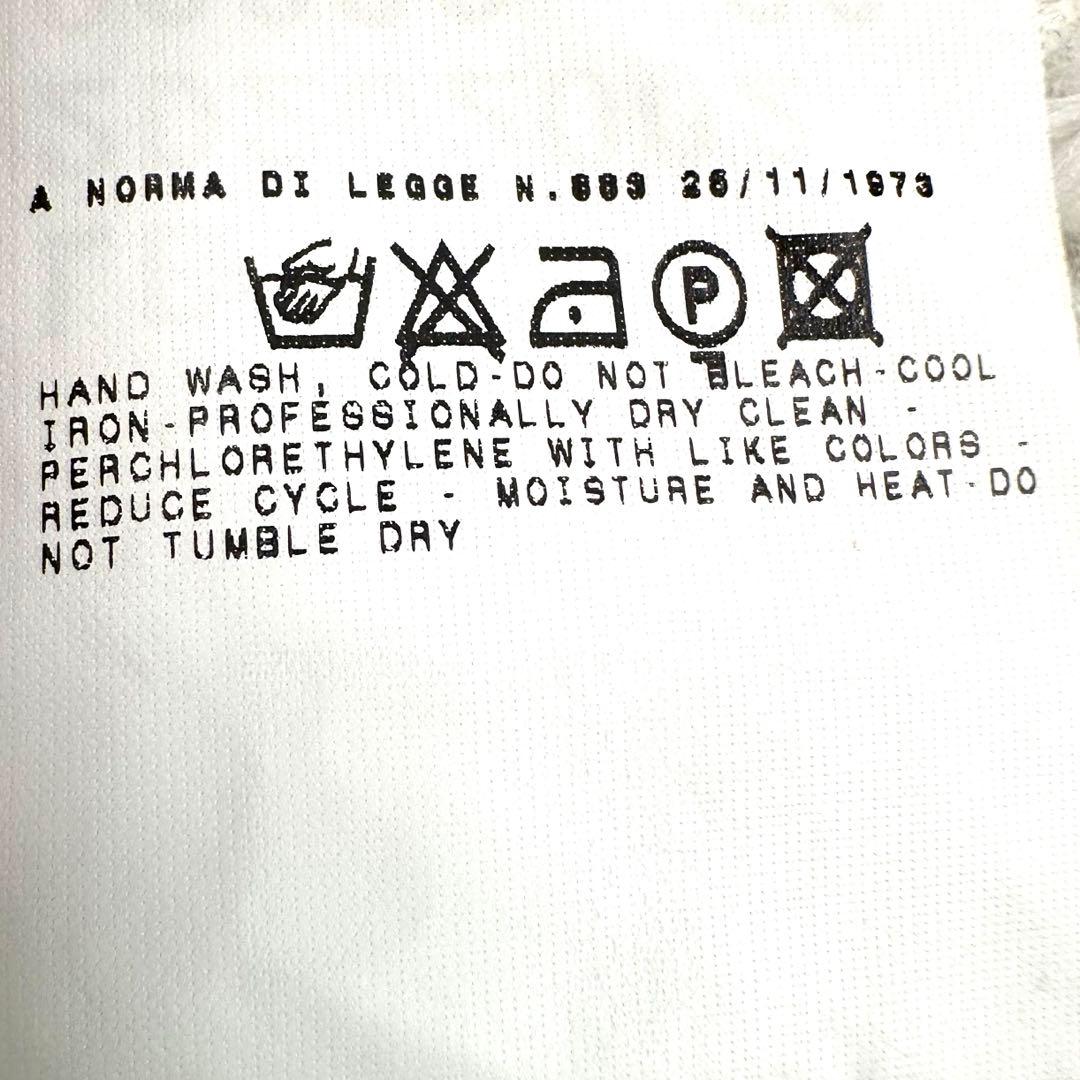 A NORMA DI LEGGE N.883 26/11/1973
P
HAND WASH, COLD-DO NOT BLEACH-COOL
IRON-PROFESSIONALLY DRY CLEAN -
PERCHLORETHYLENE WITH LIKE COLORS -
REDUCE CYCLE - MOISTURE AND HEAT-DO
NOT TUMBLE DRY